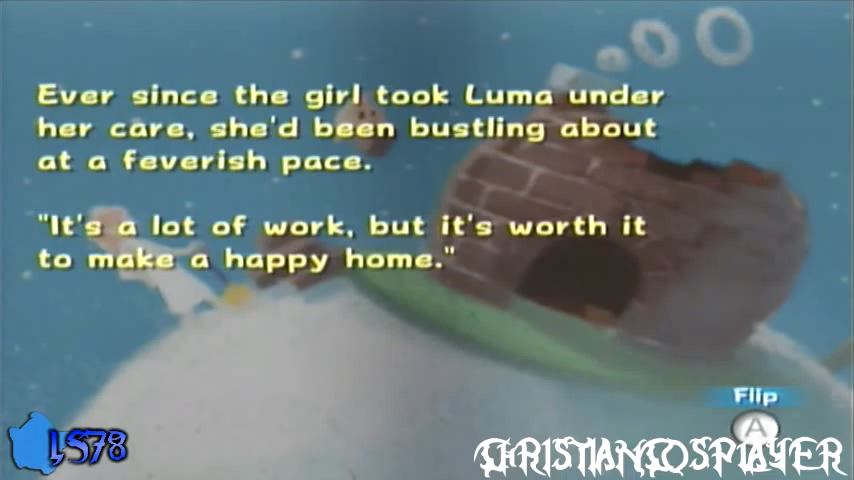 Ever since the girl took Luma under
her care, she'd been bustling about
at a feverish pace.
"It's a lot of work, but it's worth it
to make a happy home."
Flip
A
LS78
CHRISTIANCOSPLAYER